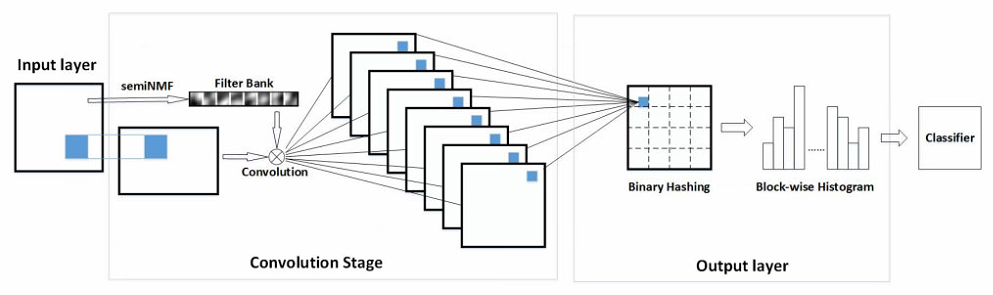 Input layer
semiNMF
Filter Bank
Convolution
Convolution Stage
Binary Hashing
......
Block-wise Histogram
Output layer
Classifier